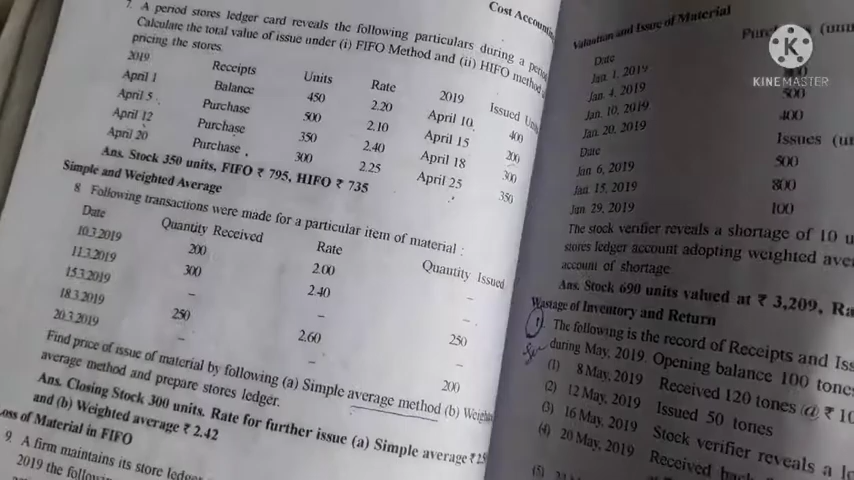 Cost Accounting
7. A period stores ledger card reveals the following particulars during a period
Calculate the total value of issue under (i) FIFO Method and (ii) HIFO method
pricing the stores.
2019 Receipts Units Rate 2019 Issued Units
April 1 Balance 450 2.20 April 10 400
April 5 Purchase 500 2.10 April 15 200
April 12 Purchase 350 2.40 April 18 300
April 20 Purchase 300 2.25 April 25 350
Ans. Stock 350 units, FIFO ₹ 795, HIFO ₹ 735
Simple and Weighted Average
8 Following transactions were made for a particular item of material :
Date Quantity Received Rate Quantity Issued
10.3.2019 200 2.00 –
11.3.2019 300 2.40 –
15.3.2019 – – 250
18.3.2019 250 2.60 –
20.3.2019 – – 200
Find price of issue of material by following (a) Simple average method (b) Weigh
average method and prepare stores ledger.
Ans. Closing Stock 300 units. Rate for further issue (a) Simple average ₹ 2.5
and (b) Weighted average ₹ 2.42
oss of Material in FIFO
9. A firm maintains its store ledger
2019 the follow
Valuation and Issue of Material
Date
Jan. 1, 2019
Jan. 4, 2019 500
Jan. 10, 2019 400
Jan. 20, 2019
Date Issues (u
Jan 6, 2019 500
Jan. 15, 2019 800
Jan. 29, 2019 100
The stock verifier reveals a shortage of 10 u
stores ledger account adopting weighted ave
account of shortage
Ans. Stock 690 units valued at ₹ 3,209, Ra
Wastage of Inventory and Return
1. The following is the record of Receipts and Iss
during May, 2019. Opening balance 100 tons
(1) 8 May, 2019 Received 120 tones @ ₹ 10
(2) 12 May, 2019 Issued 50 tones
(3) 16 May, 2019 Stock verifier reveals a lo
(4) 20 May, 2019 Received back
(5)
KINEMASTER